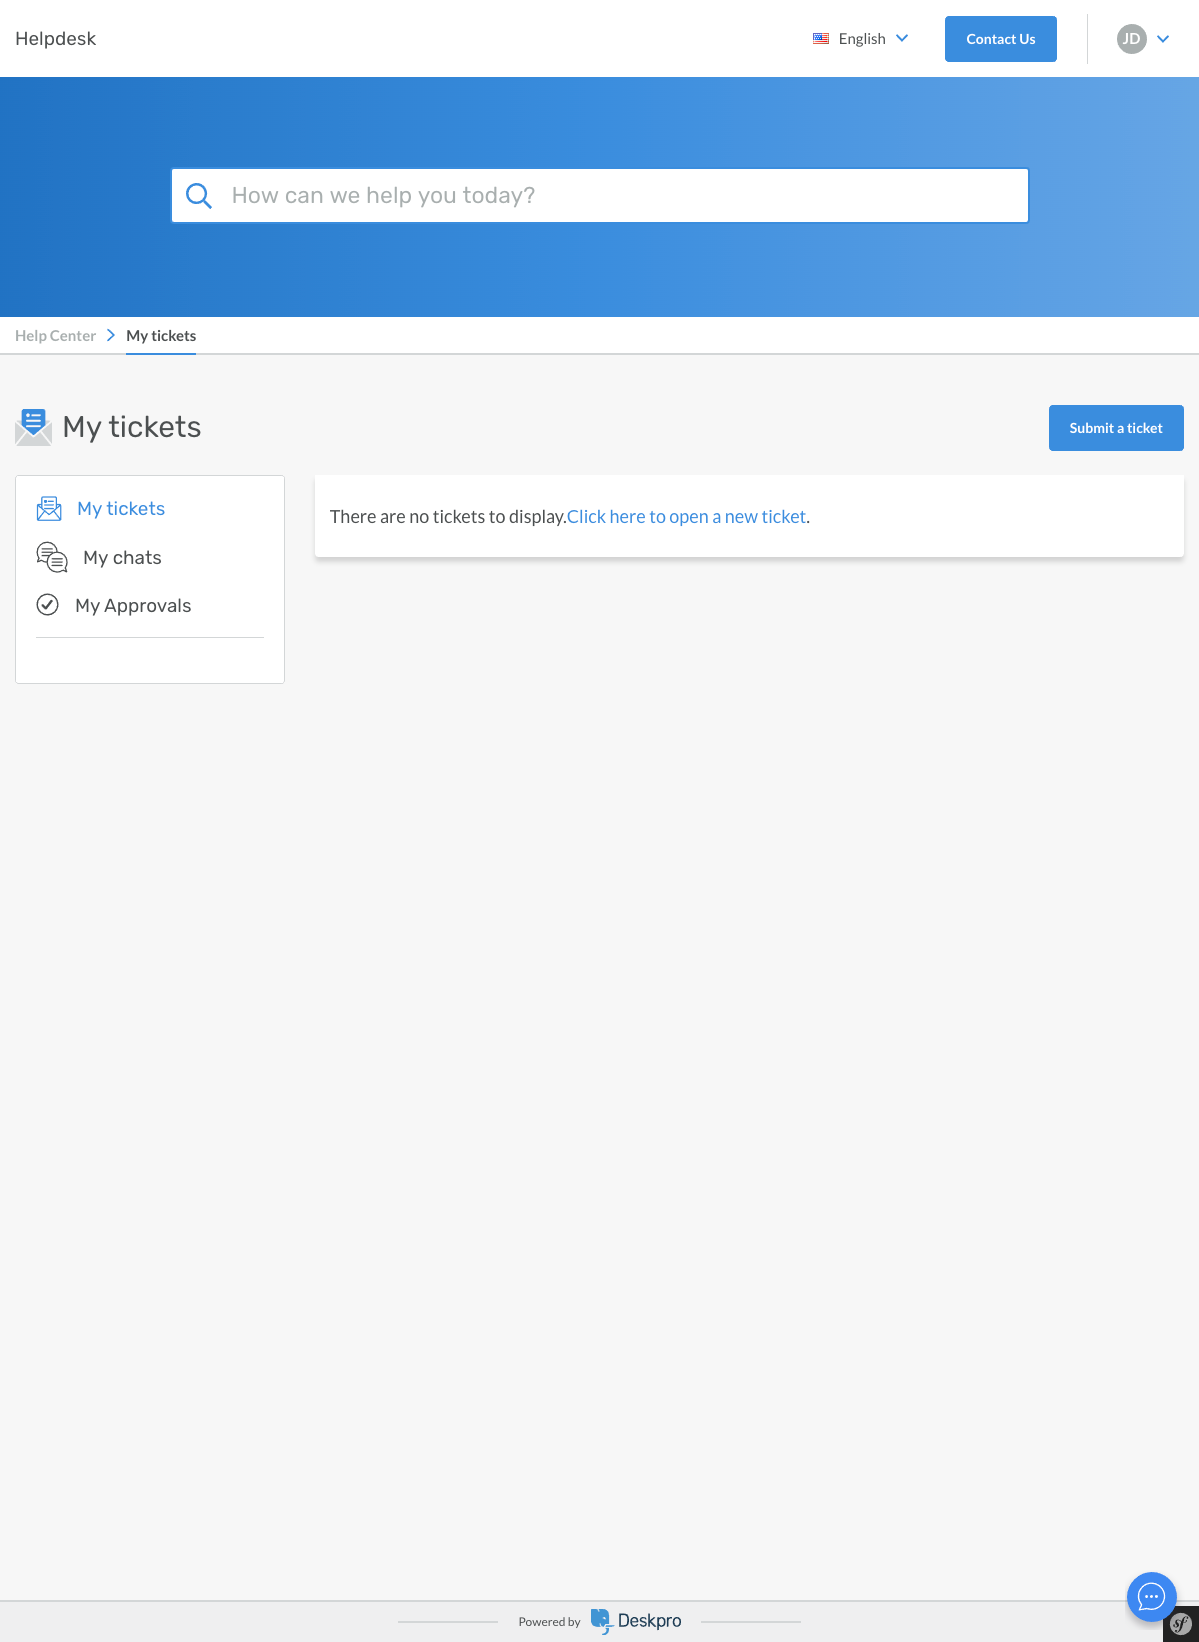 Helpdesk
English
Contact Us
JD
How can we help you today?
Help Center
My tickets
My tickets
Submit a ticket
My tickets
My chats
My Approvals
There are no tickets to display.Click here to open a new ticket.
Powered by
Deskpro
sf